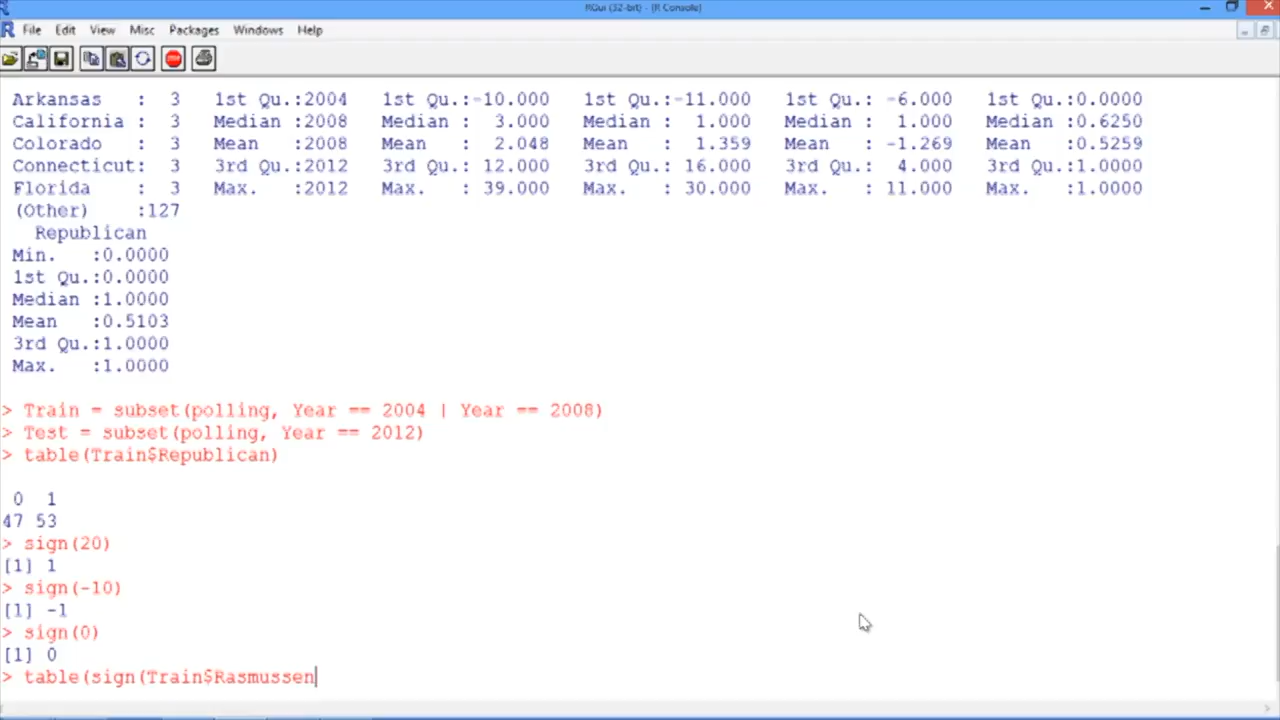 RGui (32-bit) - [R Console]
File Edit View Misc Packages Windows Help
Arkansas : 3 1st Qu.:2004 1st Qu.:-10.000 1st Qu.:-11.000 1st Qu.: -6.000 1st Qu.:0.0000
California : 3 Median :2008 Median : 3.000 Median : 1.000 Median : 1.000 Median :0.6250
Colorado : 3 Mean :2008 Mean : 2.048 Mean : 1.359 Mean : -1.269 Mean :0.5259
Connecticut: 3 3rd Qu.:2012 3rd Qu.: 12.000 3rd Qu.: 16.000 3rd Qu.: 4.000 3rd Qu.:1.0000
Florida : 3 Max. :2012 Max. : 39.000 Max. : 30.000 Max. : 11.000 Max. :1.0000
(Other) :127
Republican
Min. :0.0000
1st Qu.:0.0000
Median :1.0000
Mean :0.5103
3rd Qu.:1.0000
Max. :1.0000
> Train = subset(polling, Year == 2004 | Year == 2008)
> Test = subset(polling, Year == 2012)
> table(Train$Republican)
0 1
47 53
> sign(20)
[1] 1
> sign(-10)
[1] -1
> sign(0)
[1] 0
> table(sign(Train$Rasmussen